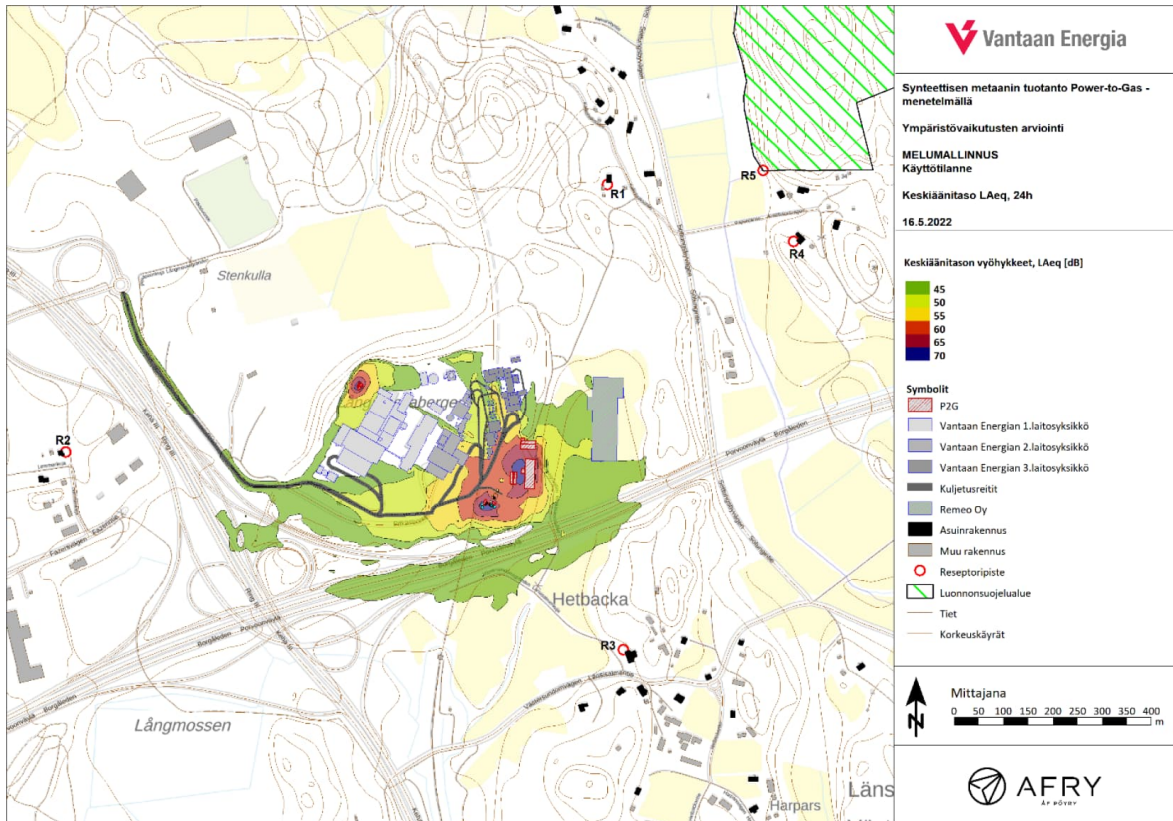 Vantaan Energia
Synteettisen metaanin tuotanto Power-to-Gas -
menetelmällä
Ympäristövaikutusten arviointi
MELUMALLINNUS
Käyttötilanne
Keskiäänitaso LAeq, 24h
16.5.2022
Keskiäänitason vyöhykkeet, LAeq [dB]
45
50
55
60
65
70
Symbolit
P2G
Vantaan Energian 1.laitosyksikkö
Vantaan Energian 2.laitosyksikkö
Vantaan Energian 3.laitosyksikkö
Kuljetusreitit
Remeo Oy
Asuinrakennus
Muu rakennus
Reseptoripiste
Luonnonsuojelualue
Tiet
Korkeuskäyrät
N
Mittajana
0 50 100 150 200 250 300 350 400
m
AFRY
ÅF PÖYRY
R1
R5
R4
Stenkulla
R2
Hetbacka
R3
Långmossen
Läns
Harpars